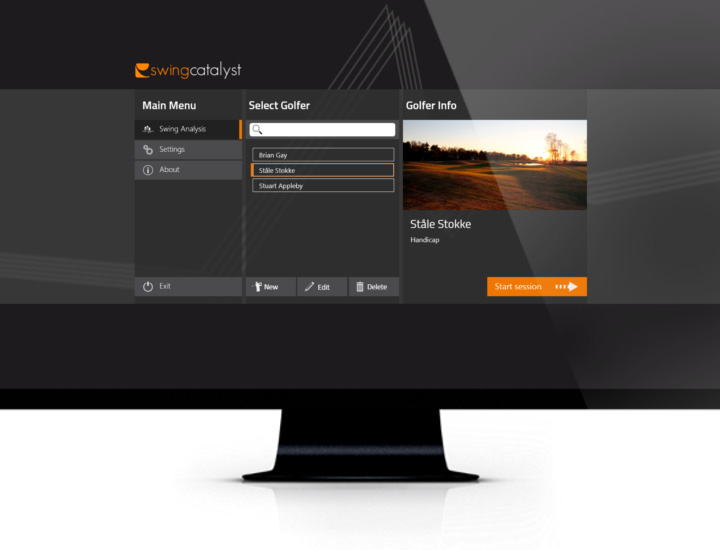 swingcatalyst
Main Menu
Swing Analysis
Settings
About
Exit
Select Golfer
Brian Gay
Ståle Stokke
Stuart Appleby
New
Edit
Delete
Golfer Info
Ståle Stokke
Handicap
Start session